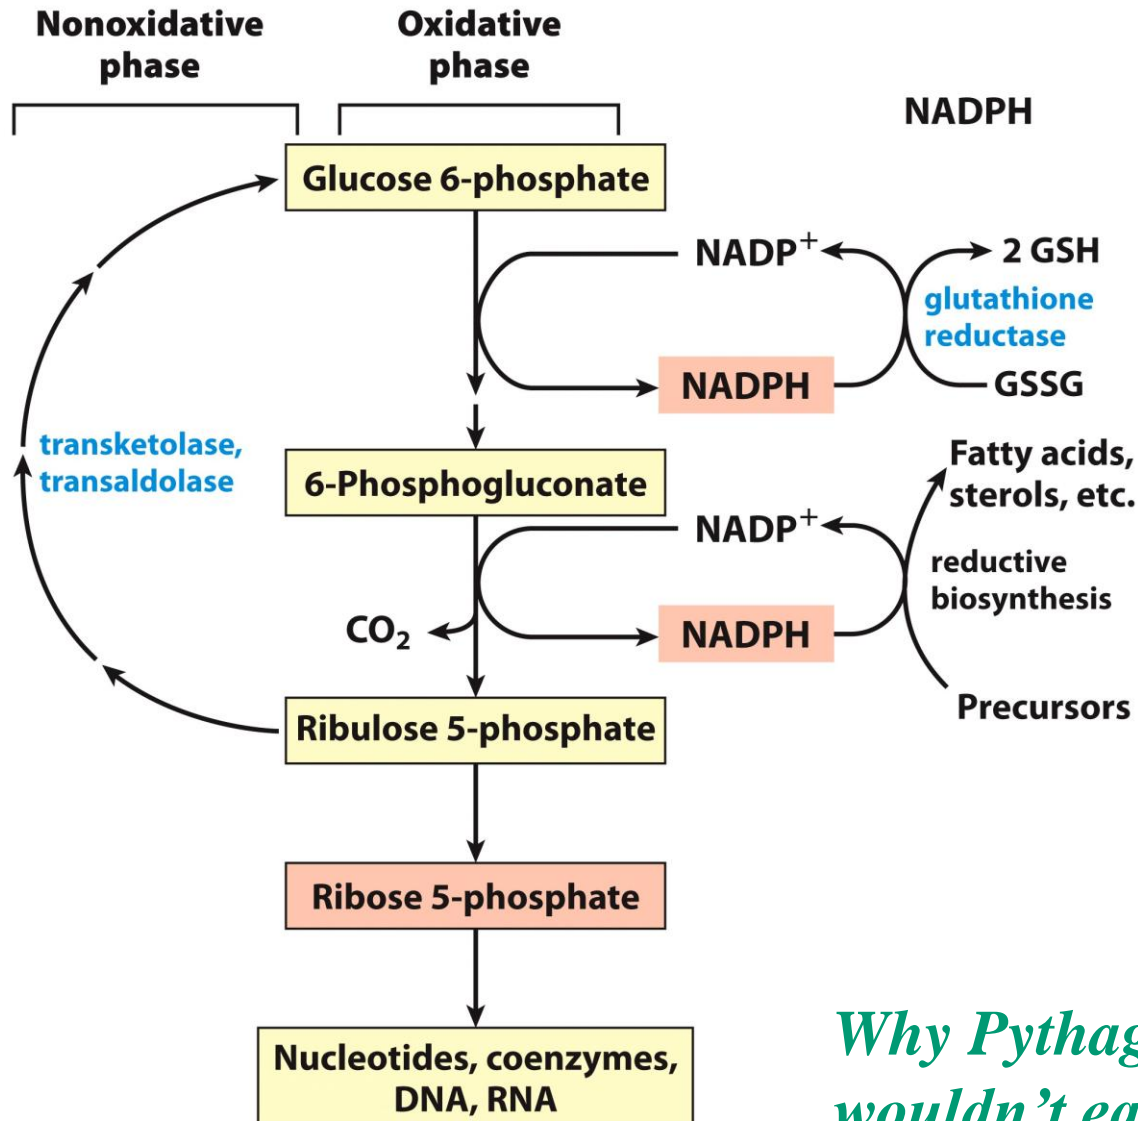 Nonoxidative
phase
Oxidative
phase
NADPH
Glucose 6-phosphate
NADP+
2 GSH
glutathione
reductase
NADPH
GSSG
transketolase,
transaldolase
6-Phosphogluconate
Fatty acids,
sterols, etc.
NADP+
reductive
biosynthesis
CO₂
NADPH
Precursors
Ribulose 5-phosphate
Ribose 5-phosphate
Nucleotides, coenzymes,
DNA, RNA
Why
wouldn't